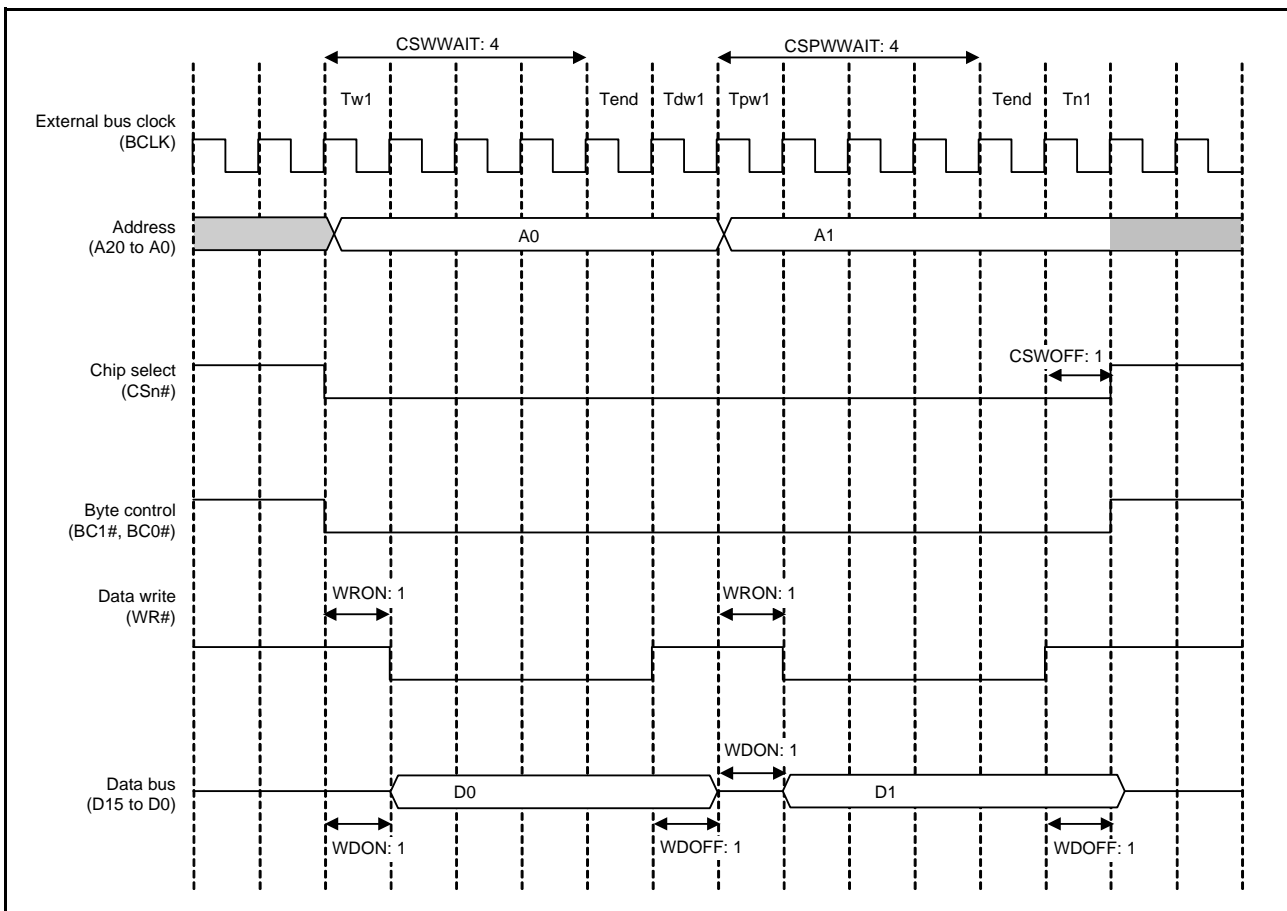 CSWWAIT: 4
CSPWWAIT: 4
Tw1
Tend
Tdw1
Tpw1
Tend
Tn1
External bus clock
(BCLK)
Address
(A20 to A0)
A0
A1
CSWOFF: 1
Chip select
(CSn#)
Byte control
(BC1#, BC0#)
Data write
(WR#)
WRON: 1
WRON: 1
WDON: 1
Data bus
(D15 to D0)
D0
D1
WDON: 1
WDOFF: 1
WDOFF: 1